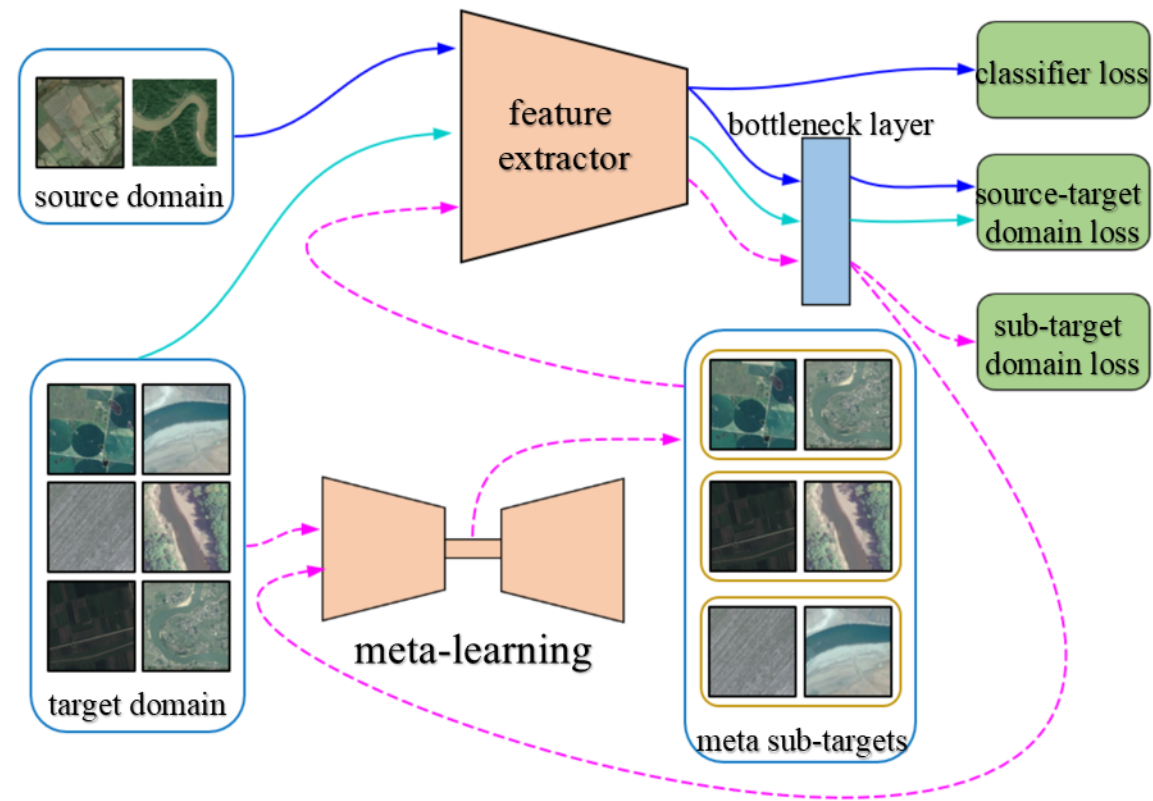 feature
extractor
classifier loss
bottleneck layer
source domain
source-target
domain loss
sub-target
domain loss
meta-learning
target domain
meta sub-targets